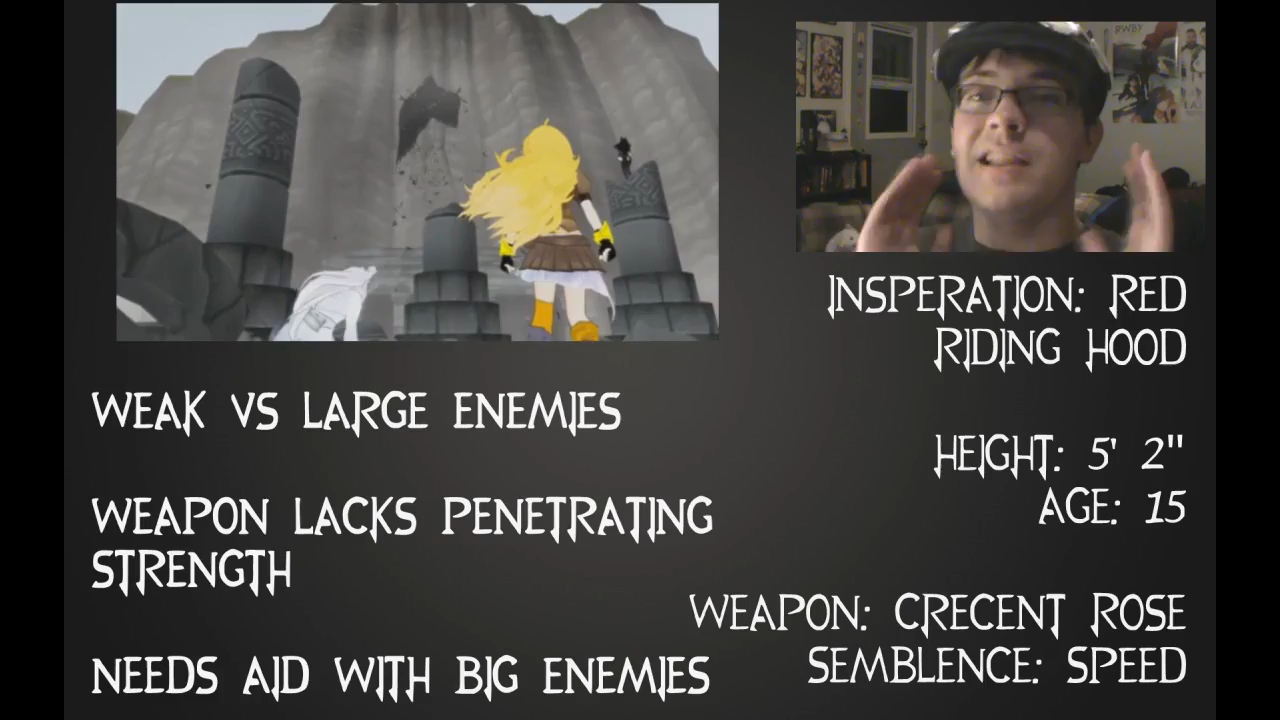 RWBY
INSPERATION: RED
RIDING HOOD
HEIGHT: 5' 2"
AGE: 15
WEAPON: CRECENT ROSE
SEMBLENCE: SPEED
WEAK VS LARGE ENEMIES
WEAPON LACKS PENETRATING
STRENGTH
NEEDS AID WITH BIG ENEMIES